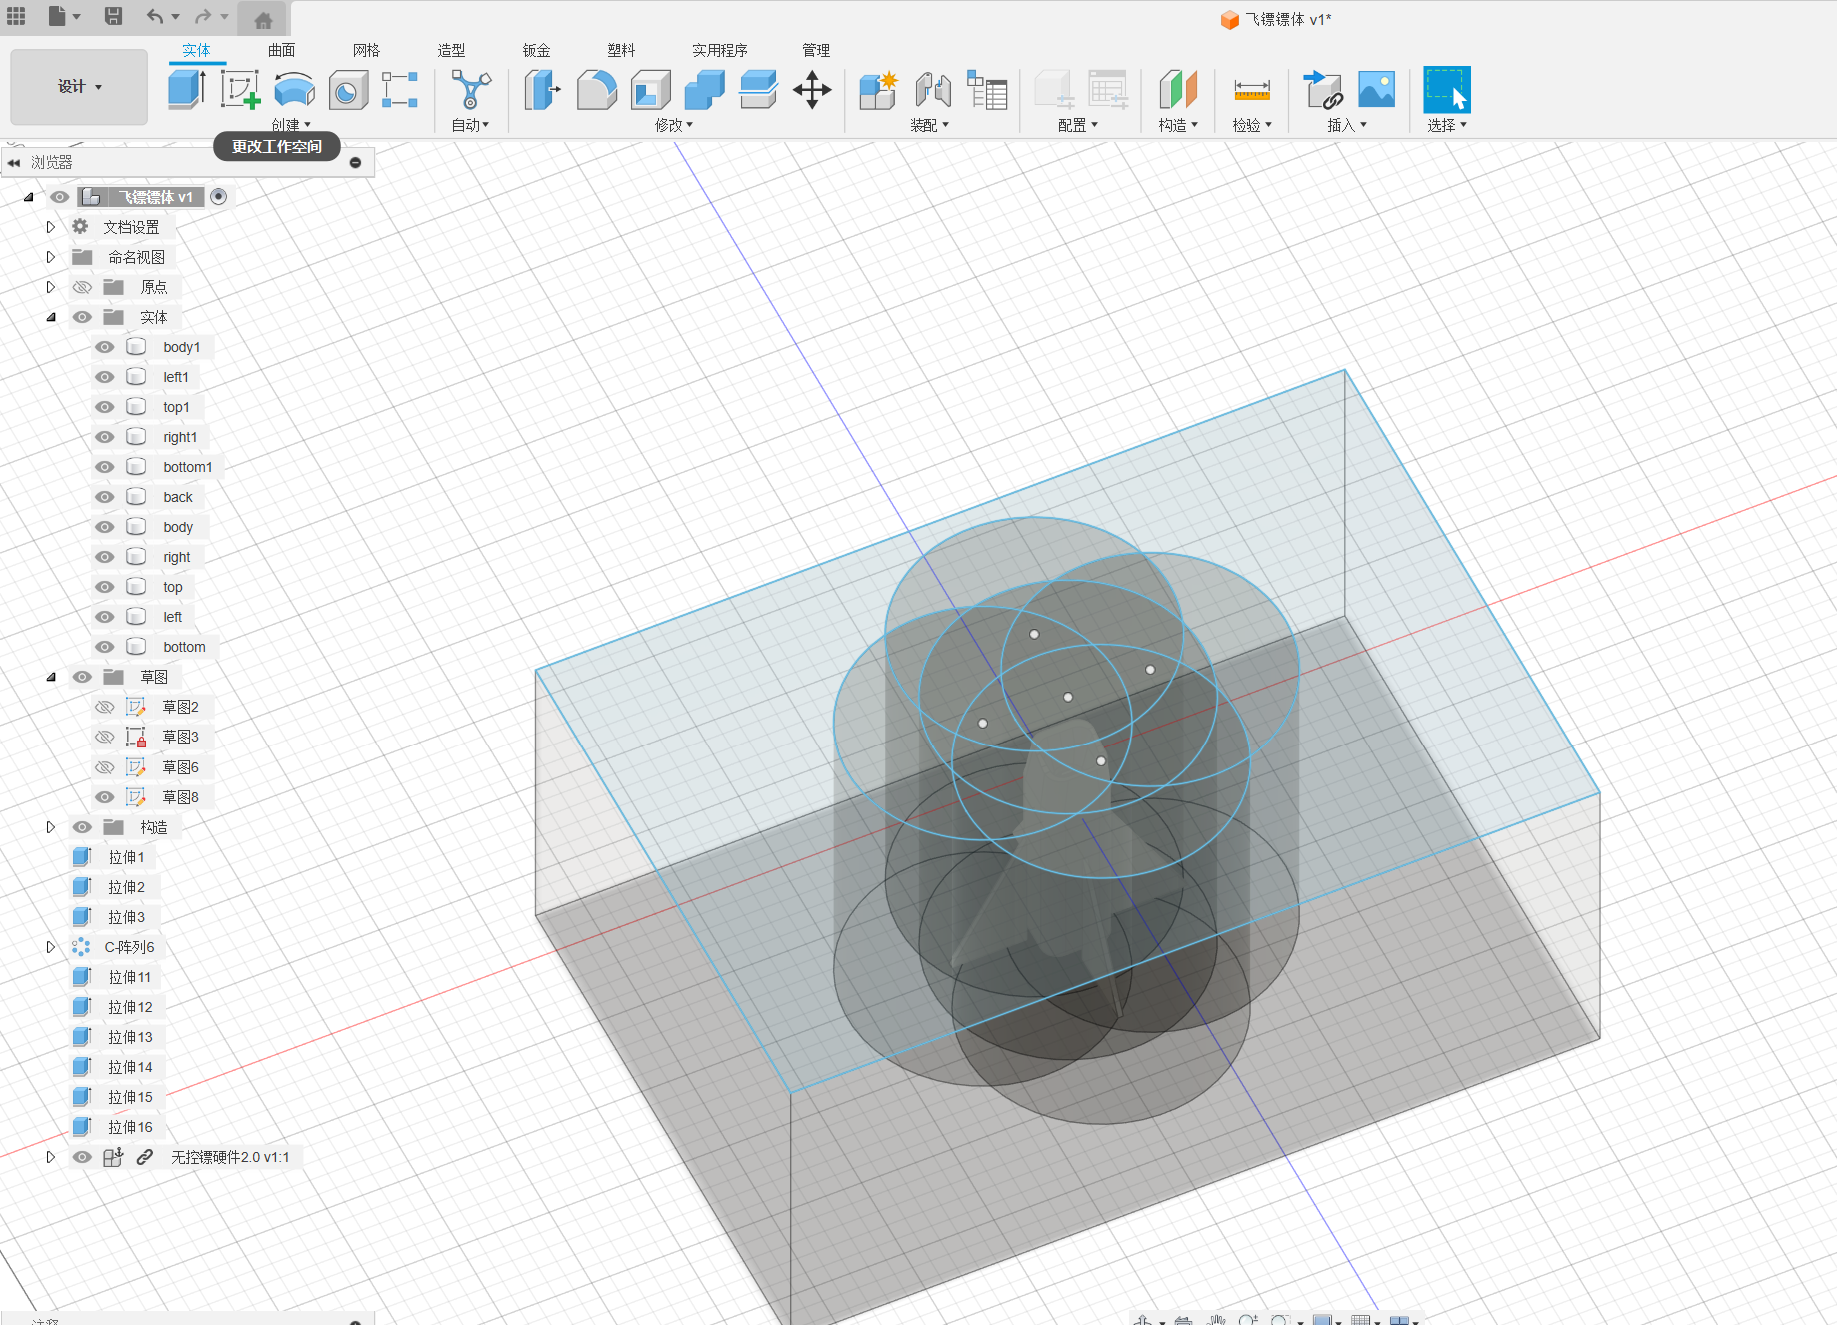 飞镖镖体 v1*
实体 曲面 网格 造型 钣金 塑料 实用程序 管理
设计
创建 自动 修改 装配 配置 构造 检验 插入 选择
更改工作空间
浏览器
飞镖镖体 v1
文档设置
命名视图
原点
实体
body1
left1
top1
right1
bottom1
back
body
right
top
left
bottom
草图
草图2
草图3
草图6
草图8
构造
拉伸1
拉伸2
拉伸3
C-阵列6
拉伸11
拉伸12
拉伸13
拉伸14
拉伸15
拉伸16
无控镖硬件2.0 v1:1